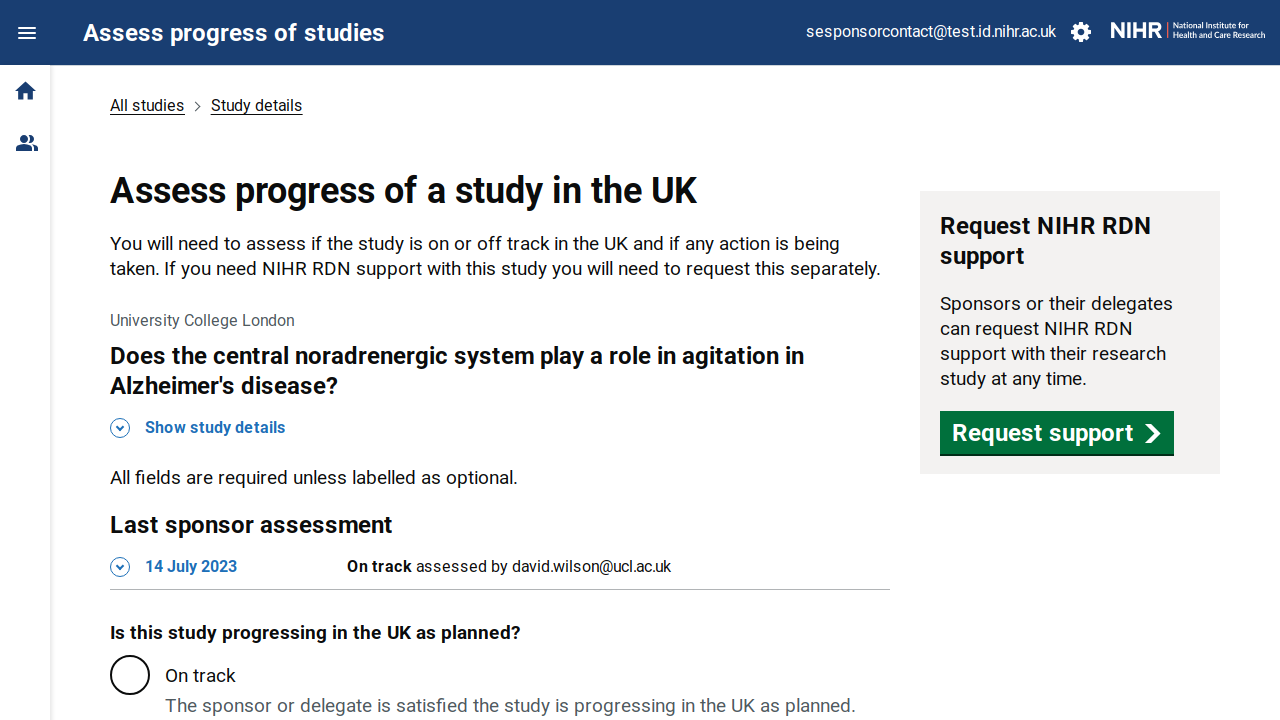 Assess progress of studies
sesponsorcontact@test.id.nihr.ac.uk
NIHR
National Institute for
Health and Care Research
All studies
Study details
Assess progress of a study in the UK
You will need to assess if the study is on or off track in the UK and if any action is being
taken. If you need NIHR RDN support with this study you will need to request this separately.
University College London
Does the central noradrenergic system play a role in agitation in
Alzheimer's disease?
Show study details
All fields are required unless labelled as optional.
Last sponsor assessment
14 July 2023
On track assessed by david.wilson@ucl.ac.uk
Is this study progressing in the UK as planned?
On track
The sponsor or delegate is satisfied the study is progressing in the UK as planned.
Request NIHR RDN
support
Sponsors or their delegates
can request NIHR RDN
support with their research
study at any time.
Request support